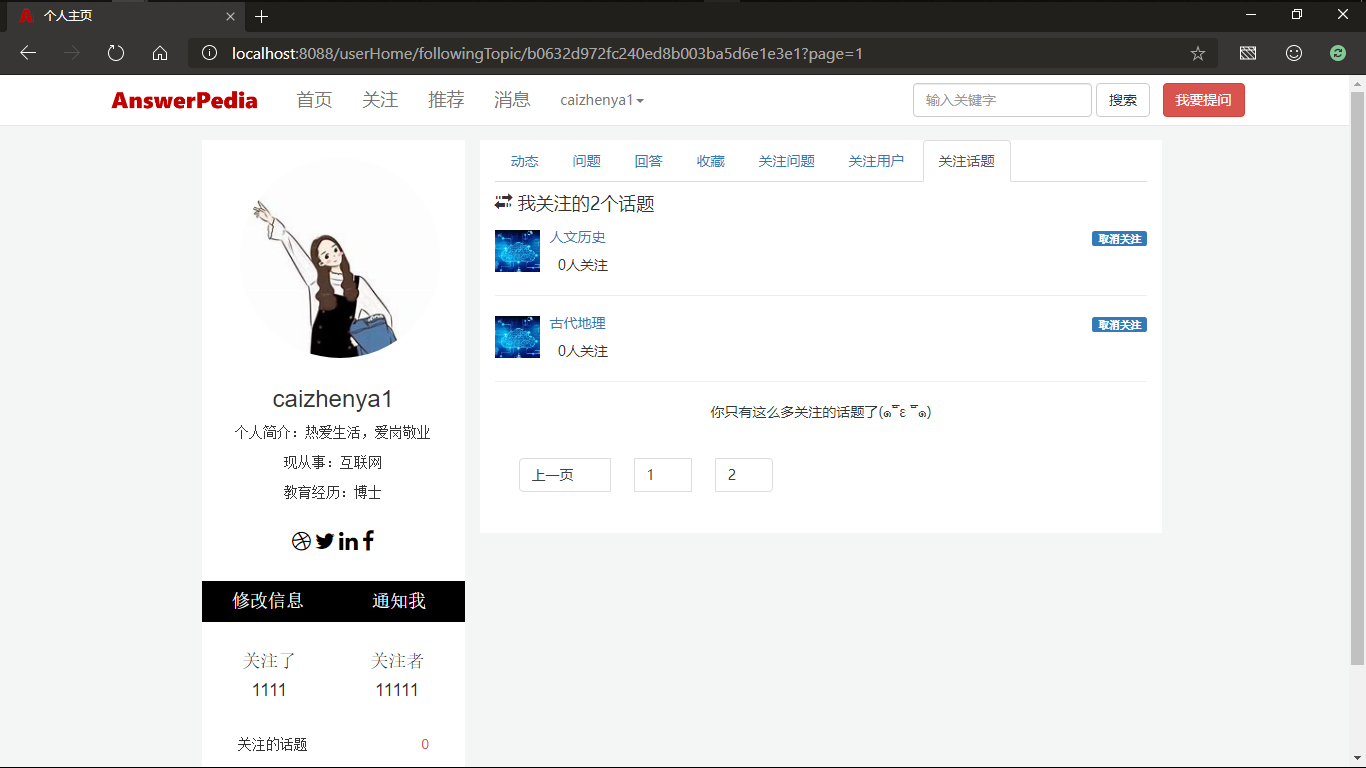 个人主页
localhost:8088/userHome/followingTopic/b0632d972fc240ed8b003ba5d6e1e3e1?page=1
AnswerPedia 首页 关注 推荐 消息 caizhenya1 输入关键字 搜索 我要提问
caizhenya1
个人简介：热爱生活，爱岗敬业
现从事：互联网
教育经历：博士
修改信息 通知我
关注了 关注者
1111 11111
关注的话题 0
动态 问题 回答 收藏 关注问题 关注用户 关注话题
我关注的2个话题
人文历史 取消关注
0人关注
古代地理 取消关注
0人关注
你只有这么多关注的话题了(๑‾᷅ε‾᷅๑)
上一页 1 2